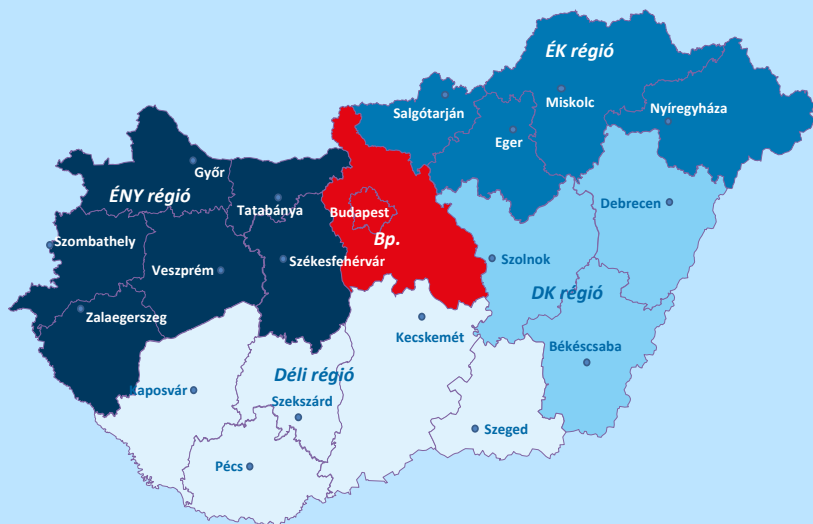 ÉK régió
Miskolc
Salgótarján
Nyíregyháza
Eger
Győr
ÉNY régió
Tatabánya
Budapest
Debrecen
Szombathely
Bp.
Székesfehérvár
Szolnok
Veszprém
DK régió
Zalaegerszeg
Kecskemét
Békéscsaba
Déli régió
Kaposvár
Szekszárd
Szeged
Pécs